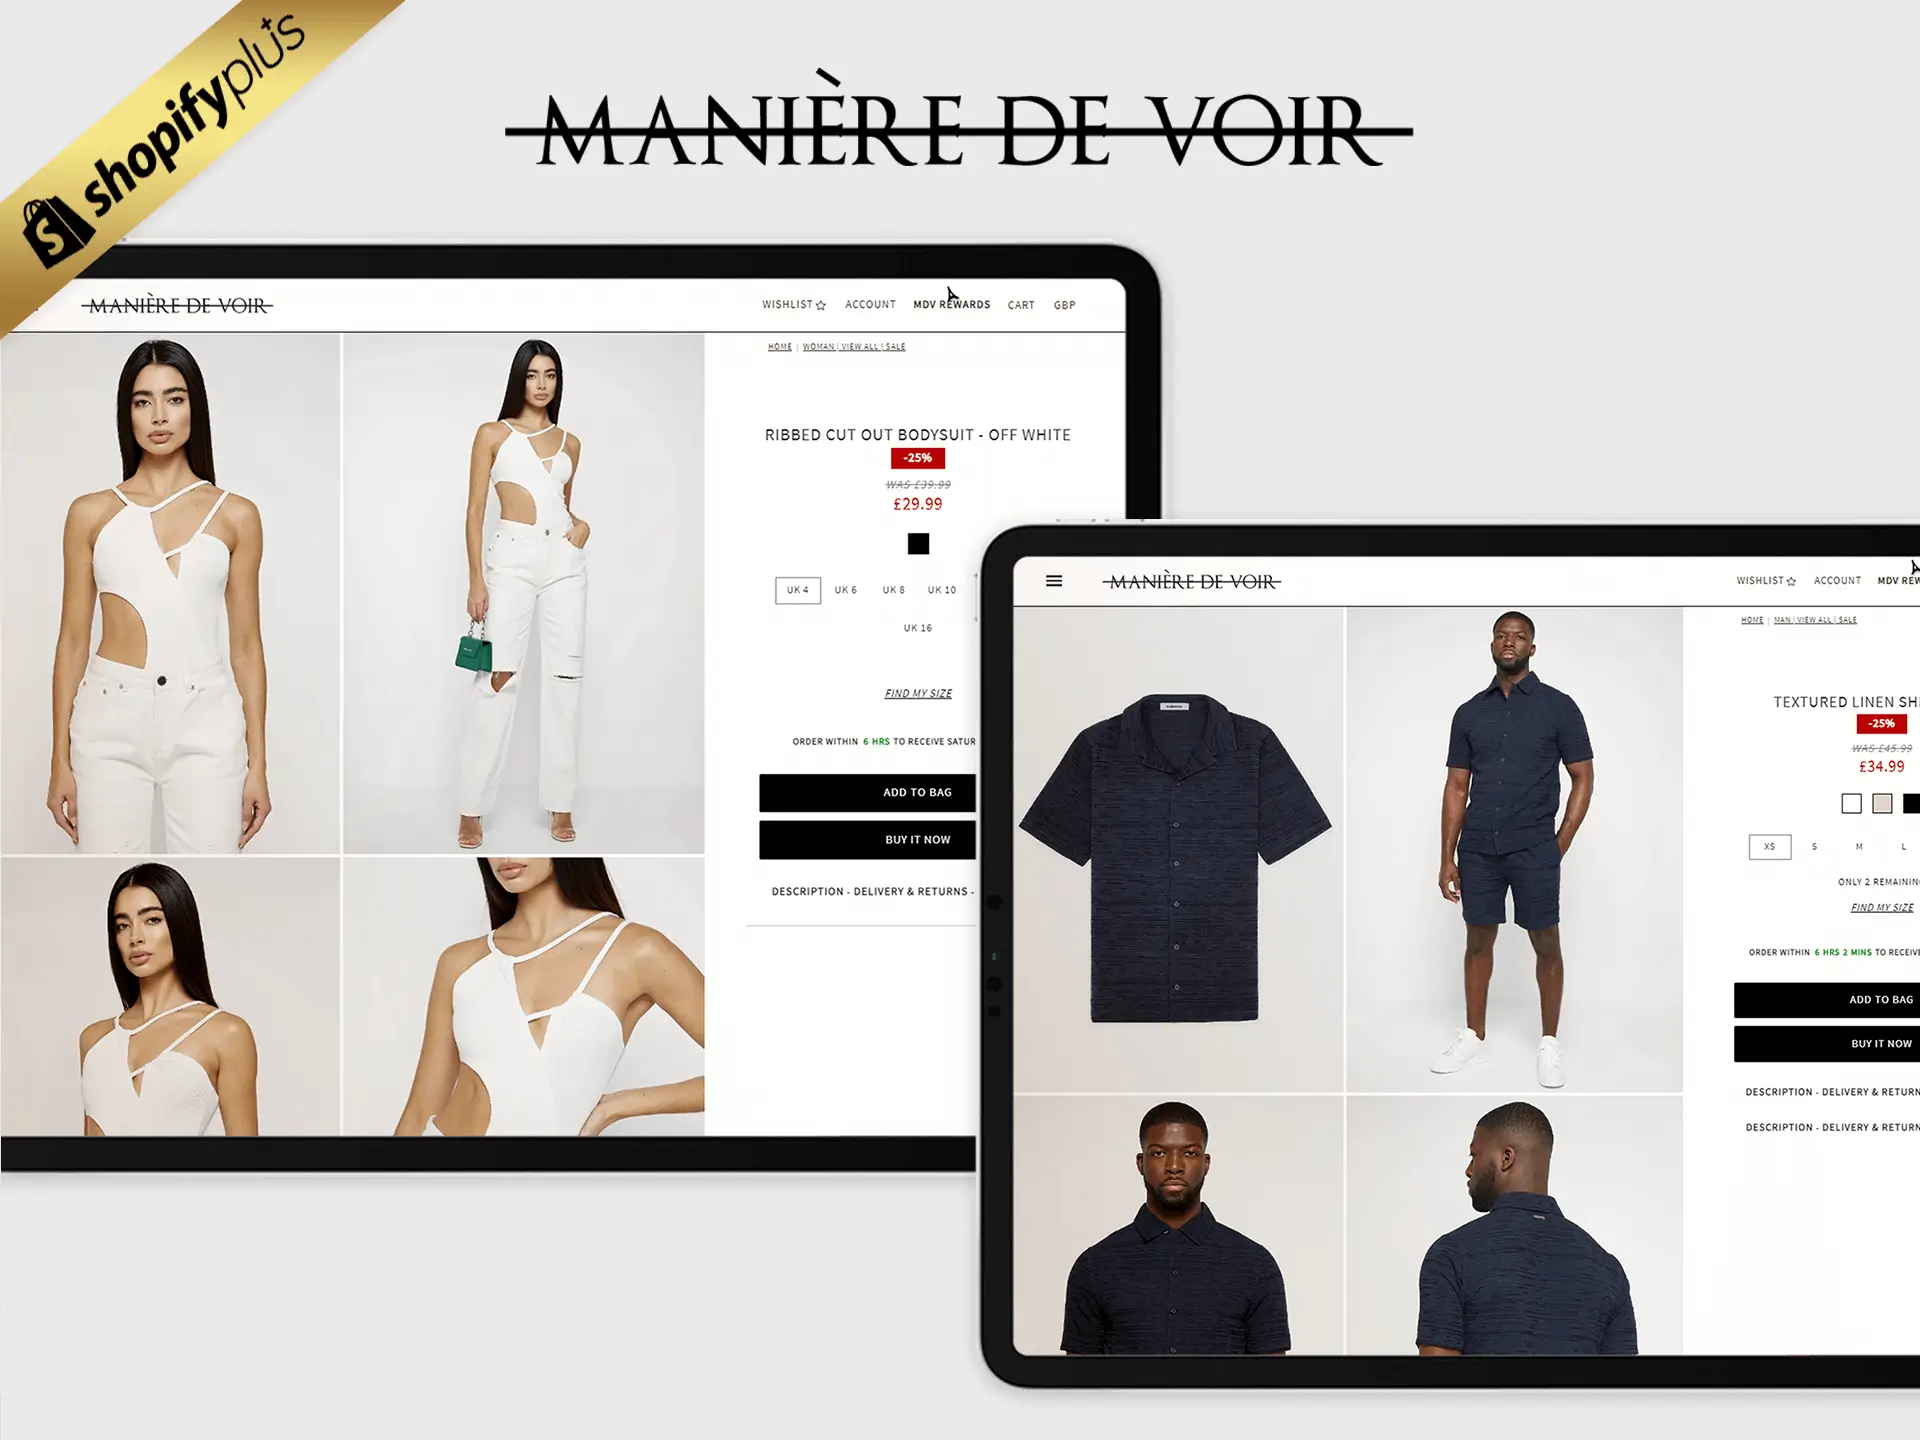 shopifyplus
MANIÈRE DE VOIR
MANIÈRE DE VOIR
WISHLIST ACCOUNT MDV REWARDS CART GBP
HOME | WOMAN | VIEW ALL | SALE
RIBBED CUT OUT BODYSUIT - OFF WHITE
-25%
WAS £39.99
£29.99
UK 4 UK 6 UK 8 UK 10
UK 16
FIND MY SIZE
ORDER WITHIN 6 HRS TO RECEIVE SATUR
ADD TO BAG
BUY IT NOW
DESCRIPTION - DELIVERY & RETURNS -
MANIÈRE DE VOIR
WISHLIST ACCOUNT MDV REW
HOME | MAN | VIEW ALL | SALE
TEXTURED LINEN SH
-25%
WAS £45.99
£34.99
XS S M L
ONLY 2 REMAINING
FIND MY SIZE
ORDER WITHIN 6 HRS 2 MINS TO RECEIVE
ADD TO BAG
BUY IT NOW
DESCRIPTION - DELIVERY & RETURN
DESCRIPTION - DELIVERY & RETURN